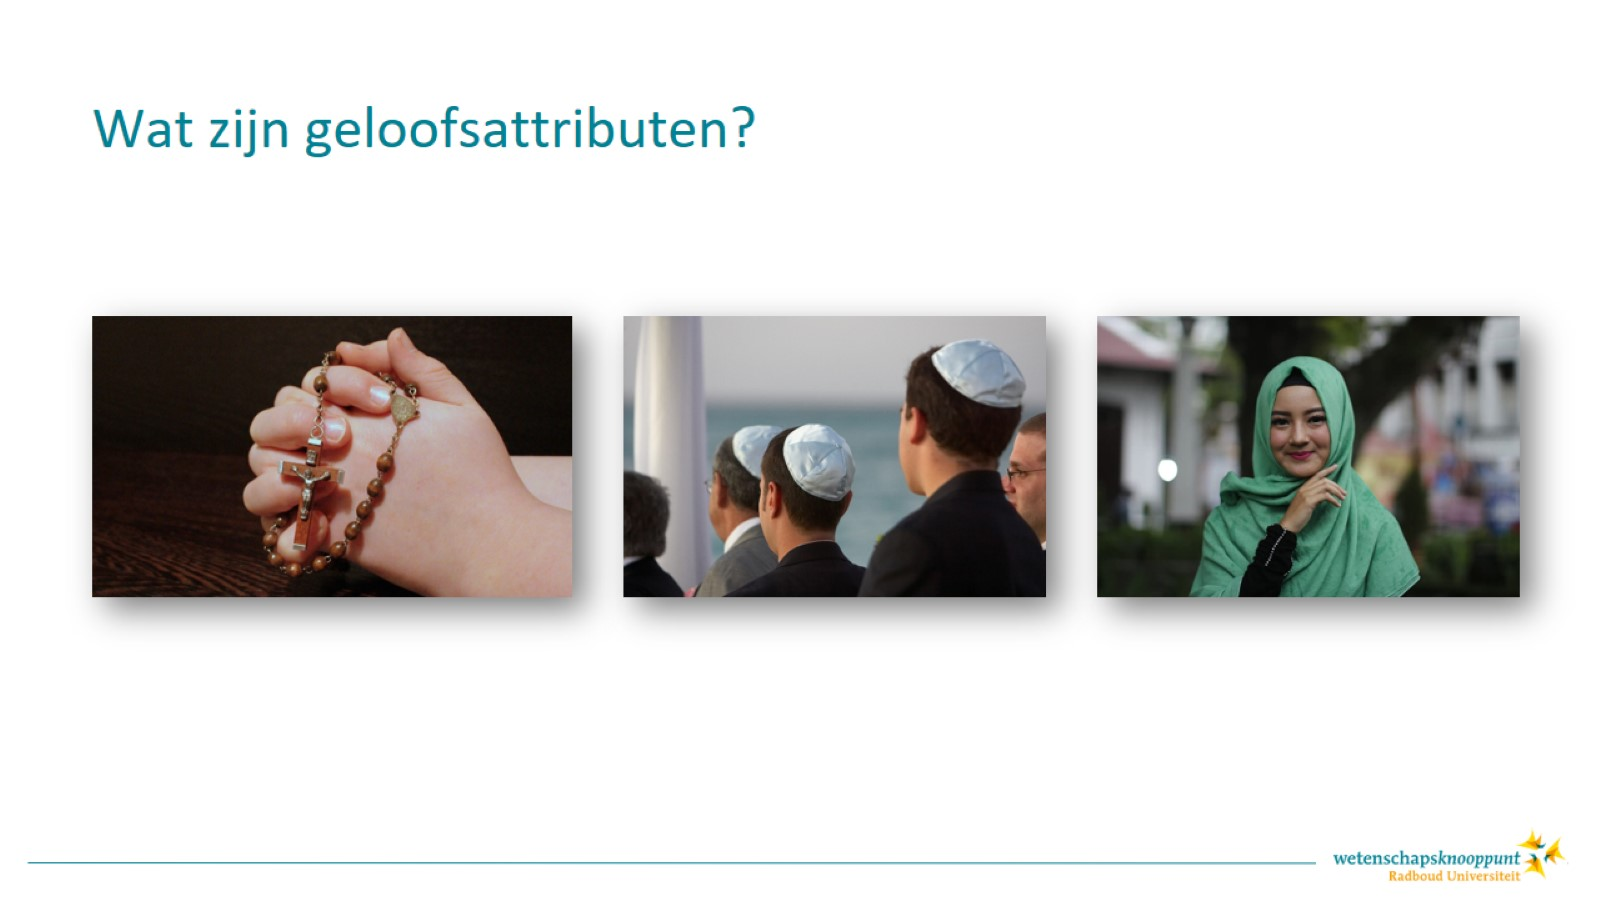 Wat zijn geloofsattributen?
wetenschapsknooppunt
Radboud Universiteit